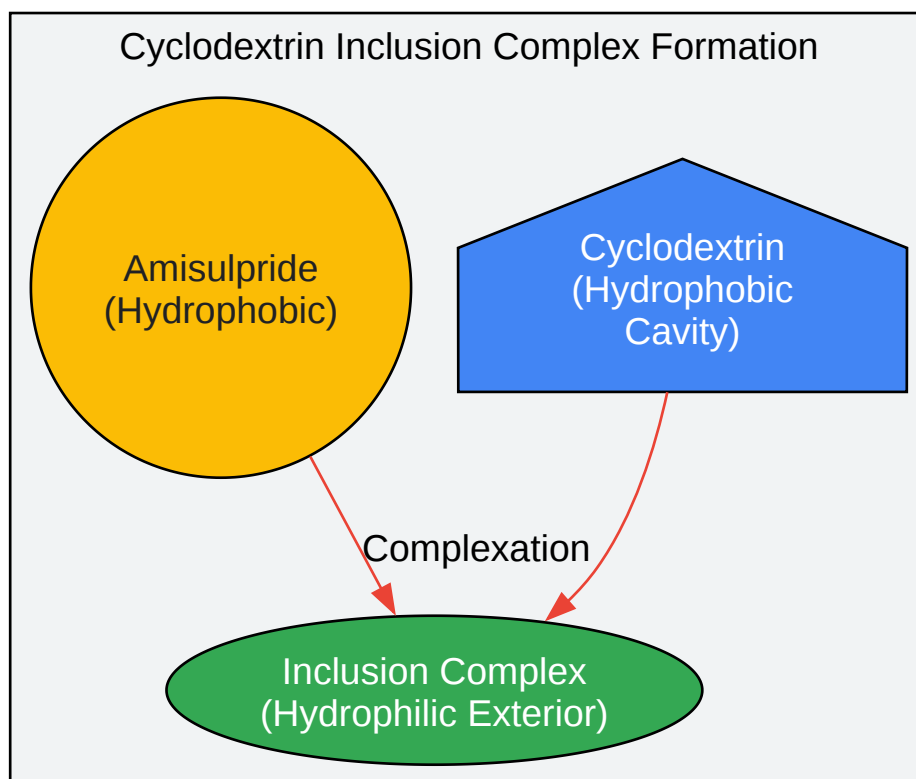 Cyclodextrin Inclusion Complex Formation
Amisulpride
(Hydrophobic)
Cyclodextrin
(Hydrophobic
Cavity)
Complexation
Inclusion Complex
(Hydrophilic Exterior)